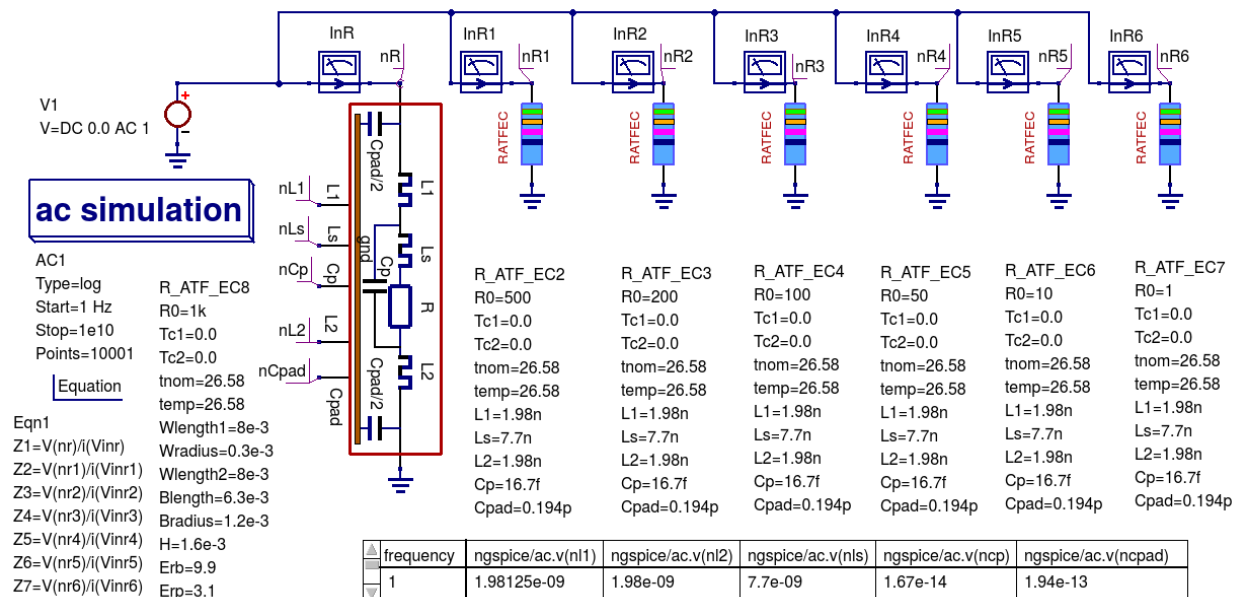 InR
InR1
InR2
InR3
InR4
InR5
InR6
nR
nR1
nR2
nR3
nR4
nR5
nR6
V1
V=DC 0.0 AC 1
+
-
RATFEC
RATFEC
RATFEC
RATFEC
RATFEC
RATFEC
Cpad/2
L1
nL1
L1
nLs
Ls
nCp
Cp
nL2
L2
nCpad
Cpad
gnd
Cp
Ls
R
Cpad/2
L2
ac simulation
AC1
Type=log
Start=1 Hz
Stop=1e10
Points=10001
Equation
Eqn1
Z1=V(nr)/i(Vinr)
Z2=V(nr1)/i(Vinr1)
Z3=V(nr2)/i(Vinr2)
Z4=V(nr3)/i(Vinr3)
Z5=V(nr4)/i(Vinr4)
Z6=V(nr5)/i(Vinr5)
Z7=V(nr6)/i(Vinr6)
R_ATF_EC8
R0=1k
Tc1=0.0
Tc2=0.0
tnom=26.58
temp=26.58
Wlength1=8e-3
Wradius=0.3e-3
Wlength2=8e-3
Blength=6.3e-3
Bradius=1.2e-3
H=1.6e-3
Erb=9.9
Erp=3.1
R_ATF_EC2
R0=500
Tc1=0.0
Tc2=0.0
tnom=26.58
temp=26.58
L1=1.98n
Ls=7.7n
L2=1.98n
Cp=16.7f
Cpad=0.194p
R_ATF_EC3
R0=200
Tc1=0.0
Tc2=0.0
tnom=26.58
temp=26.58
L1=1.98n
Ls=7.7n
L2=1.98n
Cp=16.7f
Cpad=0.194p
R_ATF_EC4
R0=100
Tc1=0.0
Tc2=0.0
tnom=26.58
temp=26.58
L1=1.98n
Ls=7.7n
L2=1.98n
Cp=16.7f
Cpad=0.194p
R_ATF_EC5
R0=50
Tc1=0.0
Tc2=0.0
tnom=26.58
temp=26.58
L1=1.98n
Ls=7.7n
L2=1.98n
Cp=16.7f
Cpad=0.194p
R_ATF_EC6
R0=10
Tc1=0.0
Tc2=0.0
tnom=26.58
temp=26.58
L1=1.98n
Ls=7.7n
L2=1.98n
Cp=16.7f
Cpad=0.194p
R_ATF_EC7
R0=1
Tc1=0.0
Tc2=0.0
tnom=26.58
temp=26.58
L1=1.98n
Ls=7.7n
L2=1.98n
Cp=16.7f
Cpad=0.194p
frequency ngspice/ac.v(nl1) ngspice/ac.v(nl2) ngspice/ac.v(nls) ngspice/ac.v(ncp) ngspice/ac.v(ncpad)
1 1.98125e-09 1.98e-09 7.7e-09 1.67e-14 1.94e-13